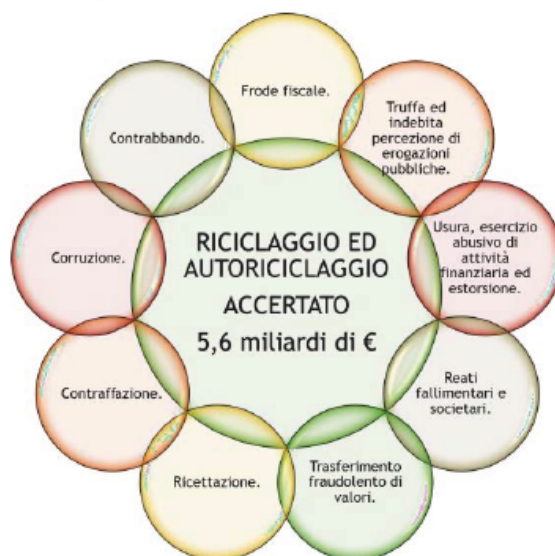 Frode fiscale.
Truffa ed
indebita
percezione di
erogazioni
pubbliche.
Usura, esercizio
abusivo di
attività
finanziaria ed
estorsione.
Reati
fallimentari e
societari.
Trasferimento
fraudolento di
valori.
Ricettazione.
Contraffazione.
Corruzione.
Contrabbando.
RICICLAGGIO ED
AUTORICICLAGGIO
ACCERTATO
5,6 miliardi di €